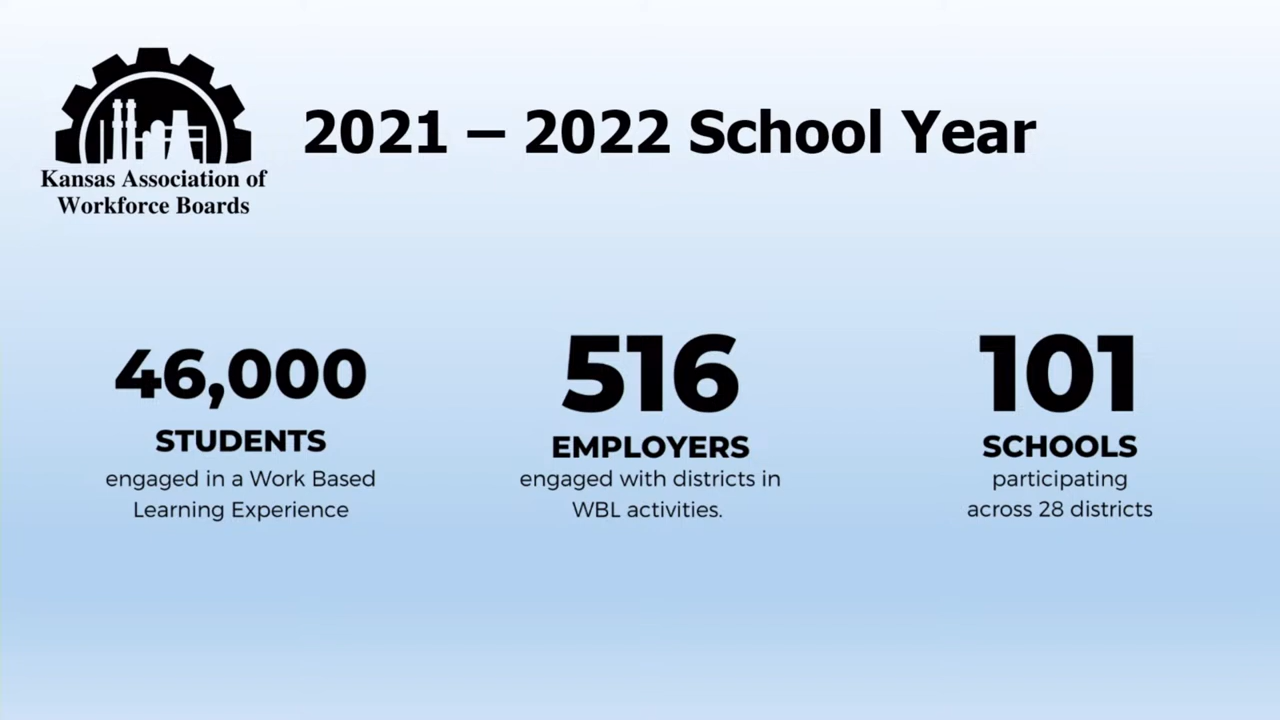 Kansas Association of
Workforce Boards
2021 – 2022 School Year
46,000
STUDENTS
engaged in a Work Based
Learning Experience
516
EMPLOYERS
engaged with districts in
WBL activities.
101
SCHOOLS
participating
across 28 districts